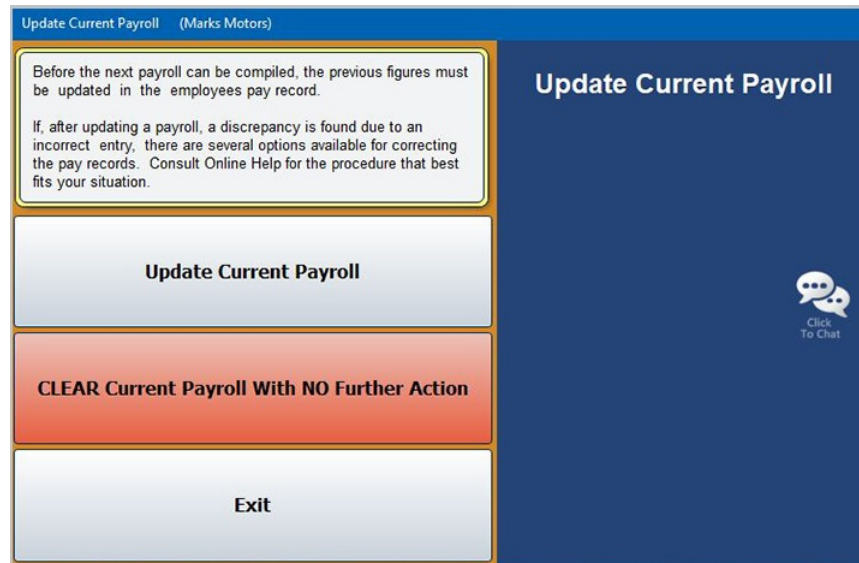 Update Current Payroll (Marks Motors)
Before the next payroll can be compiled, the previous figures must
be updated in the employees pay record.
If, after updating a payroll, a discrepancy is found due to an
incorrect entry, there are several options available for correcting
the pay records. Consult Online Help for the procedure that best
fits your situation.
Update Current Payroll
CLEAR Current Payroll With NO Further Action
Exit
Update Current Payroll
Click
To Chat